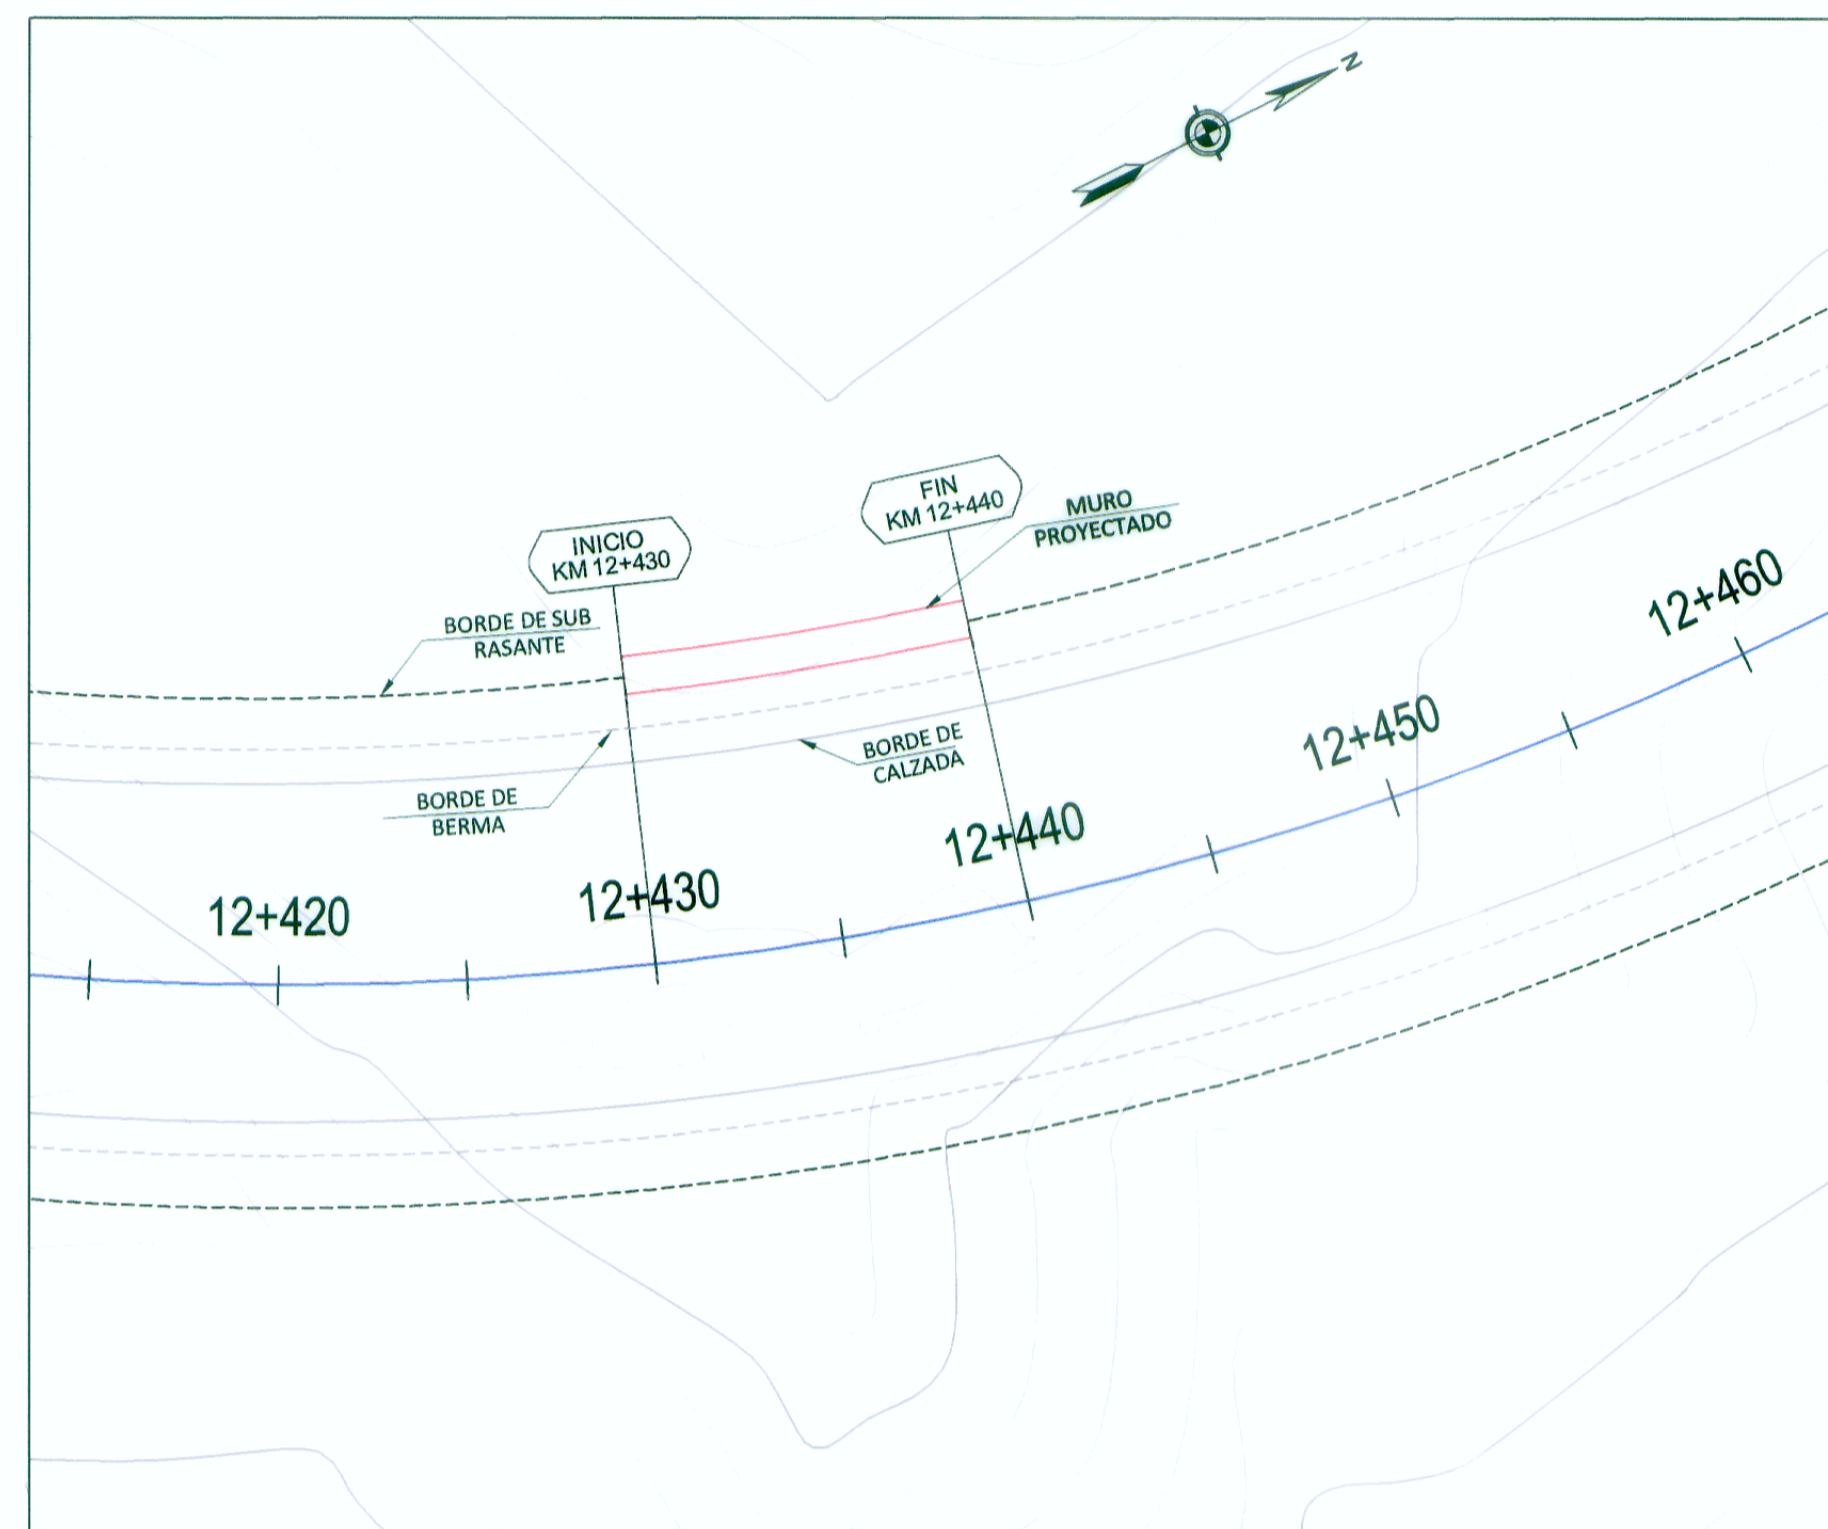 N
FIN
KM 12+440
MURO
PROYECTADO
INICIO
KM 12+430
BORDE DE SUB
RASANTE
BORDE DE
CALZADA
BORDE DE
BERMA
12+420
12+430
12+440
12+450
12+460